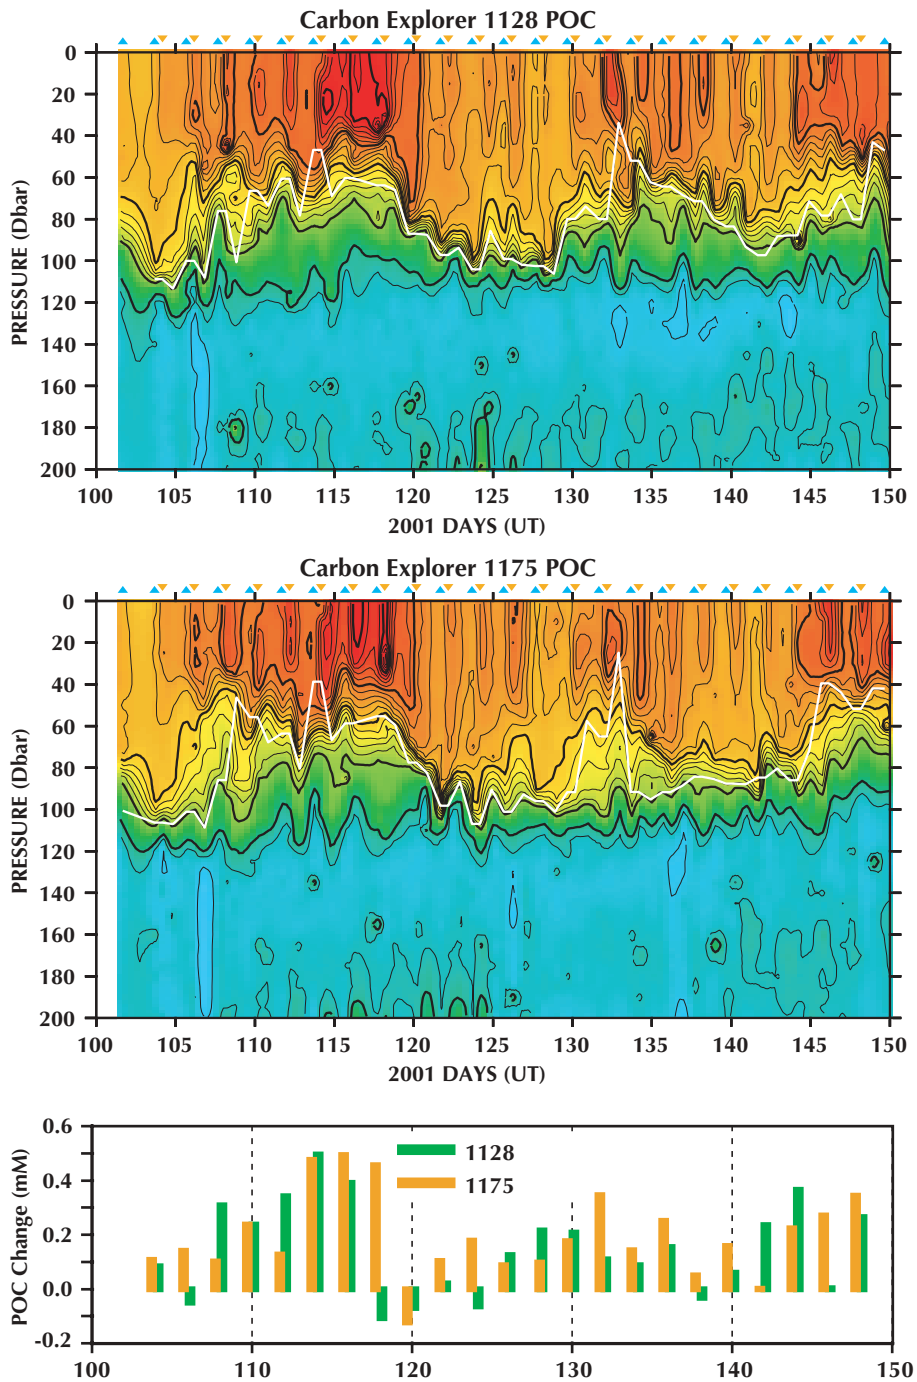 Carbon Explorer 1128 POC
0
20
40
60
80
100
120
140
160
180
200
PRESSURE (Dbar)
100 105 110 115 120 125 130 135 140 145 150
2001 DAYS (UT)
Carbon Explorer 1175 POC
0
20
40
60
80
100
120
140
160
180
200
PRESSURE (Dbar)
100 105 110 115 120 125 130 135 140 145 150
2001 DAYS (UT)
0.6
0.4
0.2
0.0
-0.2
POC Change (mM)
1128
1175
100 110 120 130 140 150